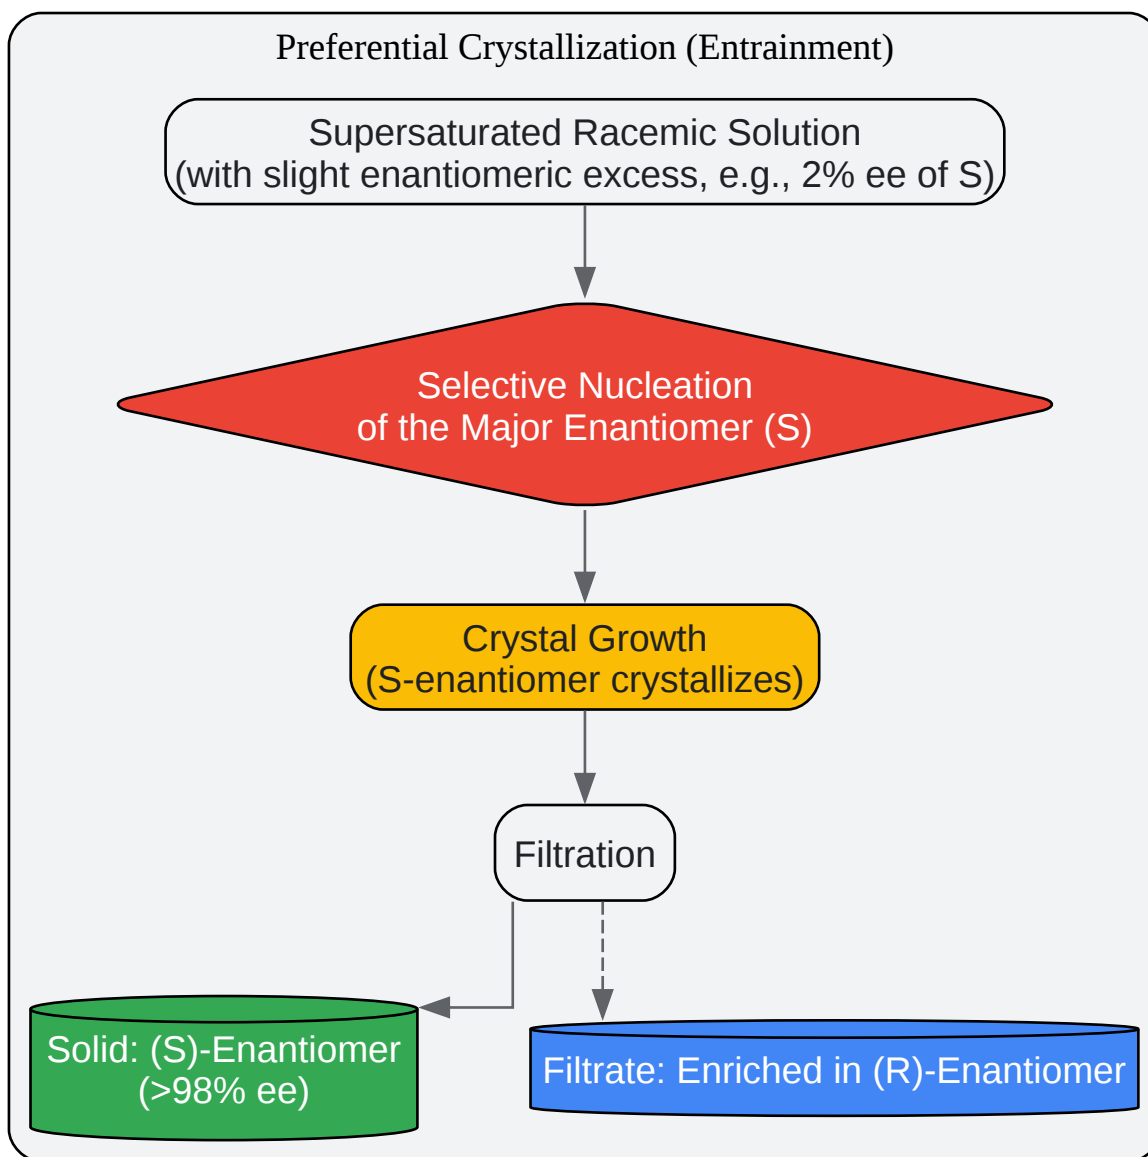 Preferential Crystallization (Entrainment)
Supersaturated Racemic Solution
(with slight enantiomeric excess, e.g., 2% ee of S)
Selective Nucleation
of the Major Enantiomer (S)
Crystal Growth
(S-enantiomer crystallizes)
Filtration
Solid: (S)-Enantiomer
(>98% ee)
Filtrate: Enriched in (R)-Enantiomer